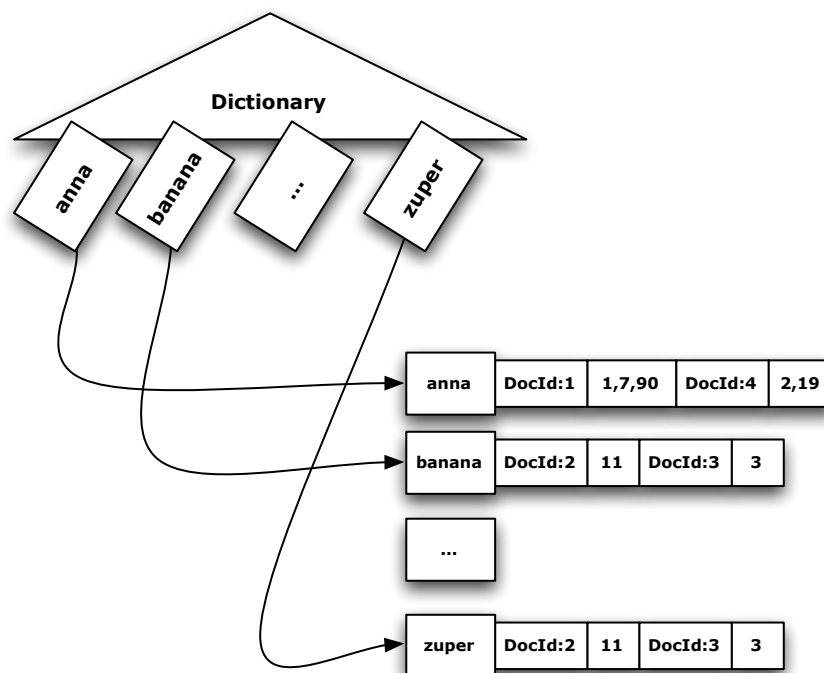 Dictionary
anna
banana
...
zuper
anna DocId:1 1,7,90 DocId:4 2,19
banana DocId:2 11 DocId:3 3
...
zuper DocId:2 11 DocId:3 3